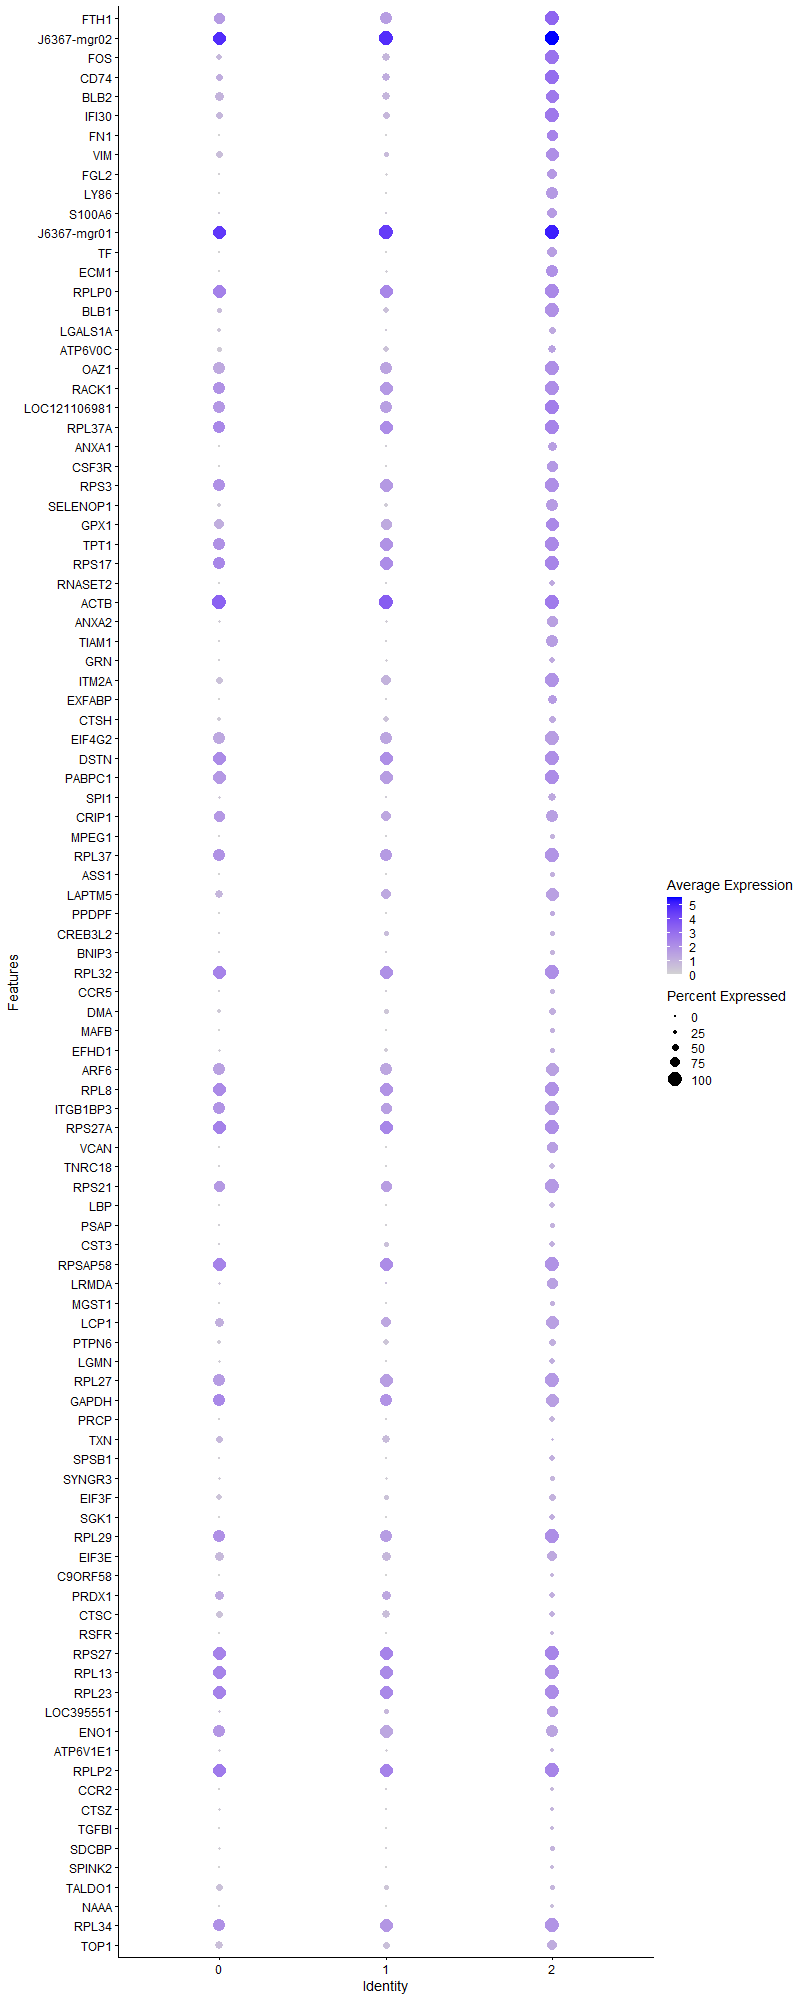 FTH1
J6367-mgr02
FOS
CD74
BLB2
IFI30
FN1
VIM
FGL2
LY86
S100A6
J6367-mgr01
TF
ECM1
RPLP0
BLB1
LGALS1A
ATP6V0C
OAZ1
RACK1
LOC121106981
RPL37A
ANXA1
CSF3R
RPS3
SELENOP1
GPX1
TPT1
RPS17
RNASET2
ACTB
ANXA2
TIAM1
GRN
ITM2A
EXFABP
CTSH
EIF4G2
DSTN
PABPC1
SPI1
CRIP1
MPEG1
RPL37
ASS1
LAPTM5
PPDPF
CREB3L2
BNIP3
RPL32
CCR5
DMA
MAFB
EFHD1
ARF6
RPL8
ITGB1BP3
RPS27A
VCAN
TNRC18
RPS21
LBP
PSAP
CST3
RPSAP58
LRMDA
MGST1
LCP1
PTPN6
LGMN
RPL27
GAPDH
PRCP
TXN
SPSB1
SYNGR3
EIF3F
SGK1
RPL29
EIF3E
C9ORF58
PRDX1
CTSC
RSFR
RPS27
RPL13
RPL23
LOC395551
ENO1
ATP6V1E1
RPLP2
CCR2
CTSZ
TGFBI
SDCBP
SPINK2
TALDO1
NAAA
RPL34
TOP1
Features
0 1 2
Identity
Average Expression
5
4
3
2
1
0
Percent Expressed
0
25
50
75
100